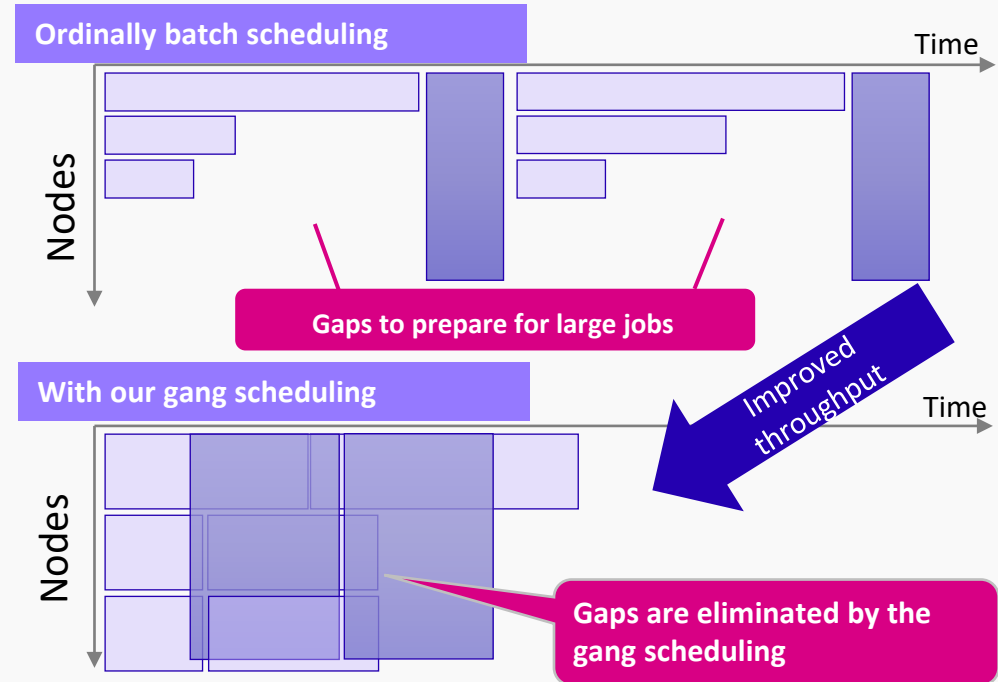 Ordinally batch scheduling
Time
Nodes
Gaps to prepare for large jobs
Improved
throughput
With our gang scheduling
Time
Nodes
Gaps are eliminated by the
gang scheduling